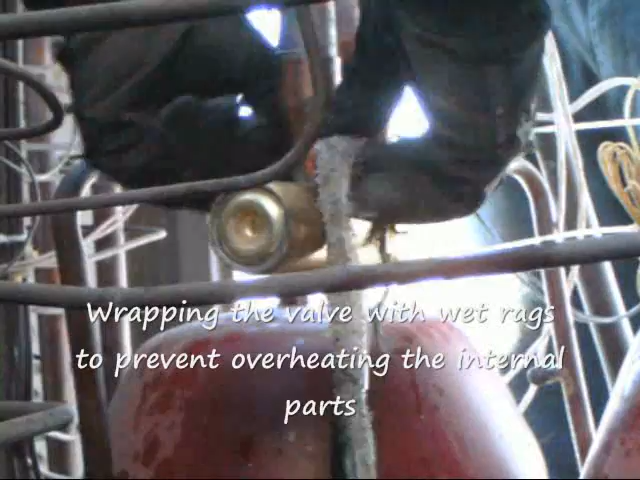 Wrapping the valve with wet rags
to prevent overheating the internal
parts